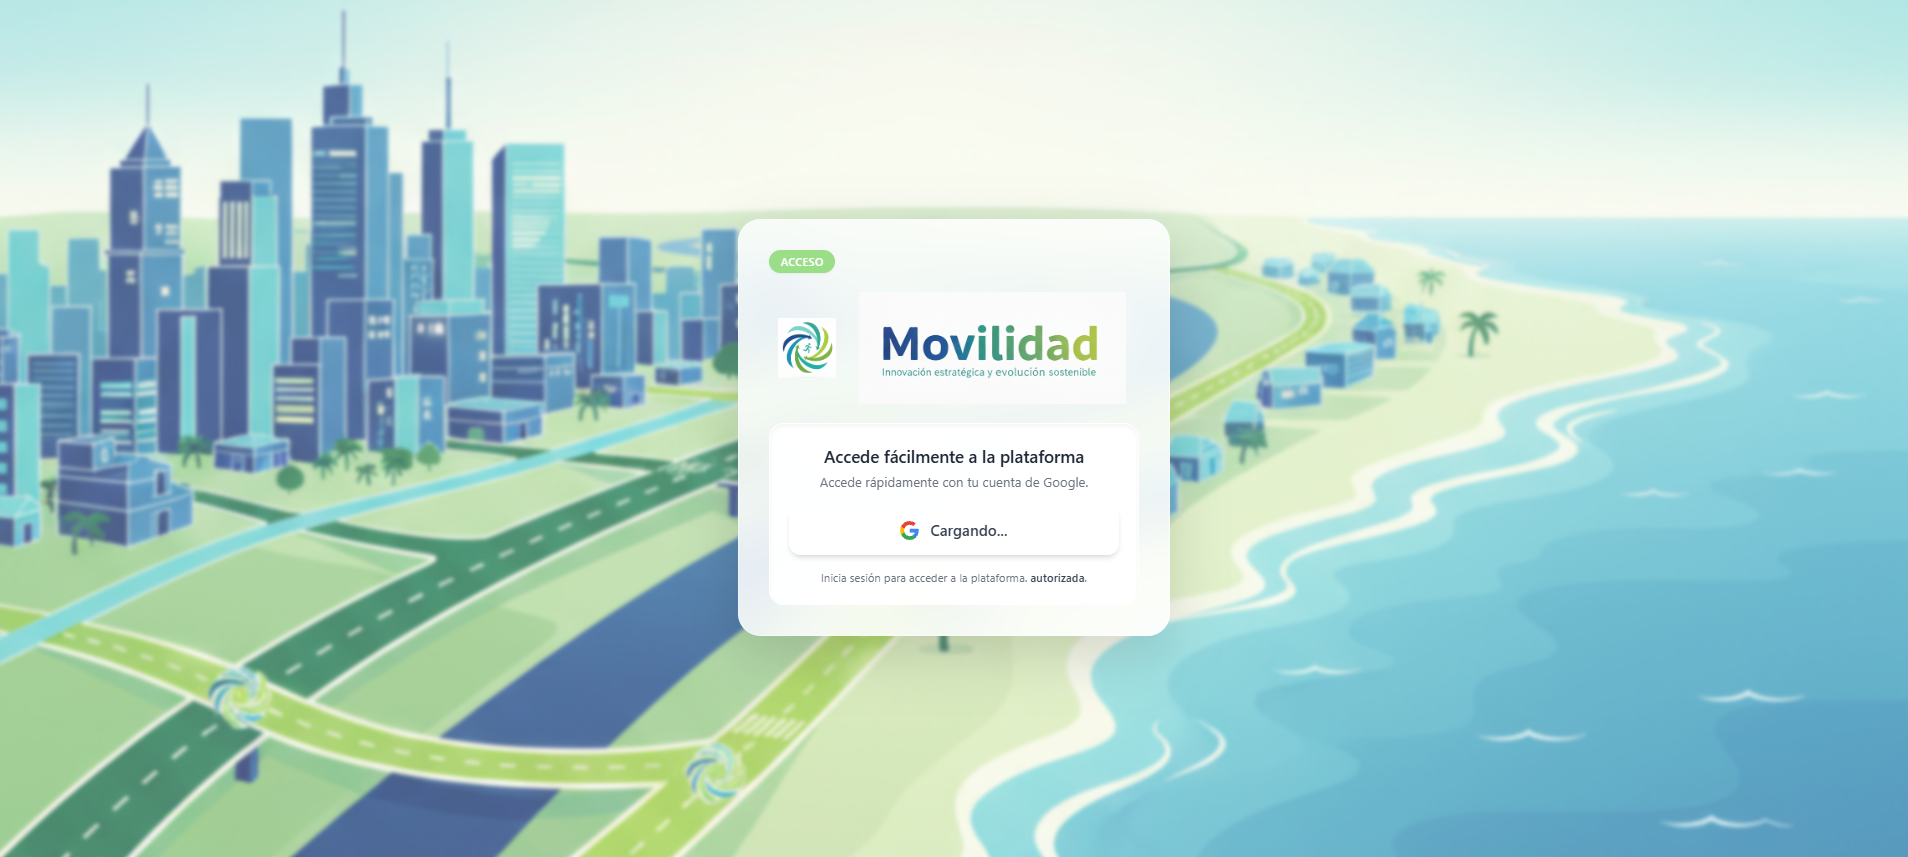 ACCESO
Movilidad
Innovación estratégica y evolución sostenible
Accede fácilmente a la plataforma
Accede rápidamente con tu cuenta de Google.
Cargando...
Inicia sesión para acceder a la plataforma. autorizada.